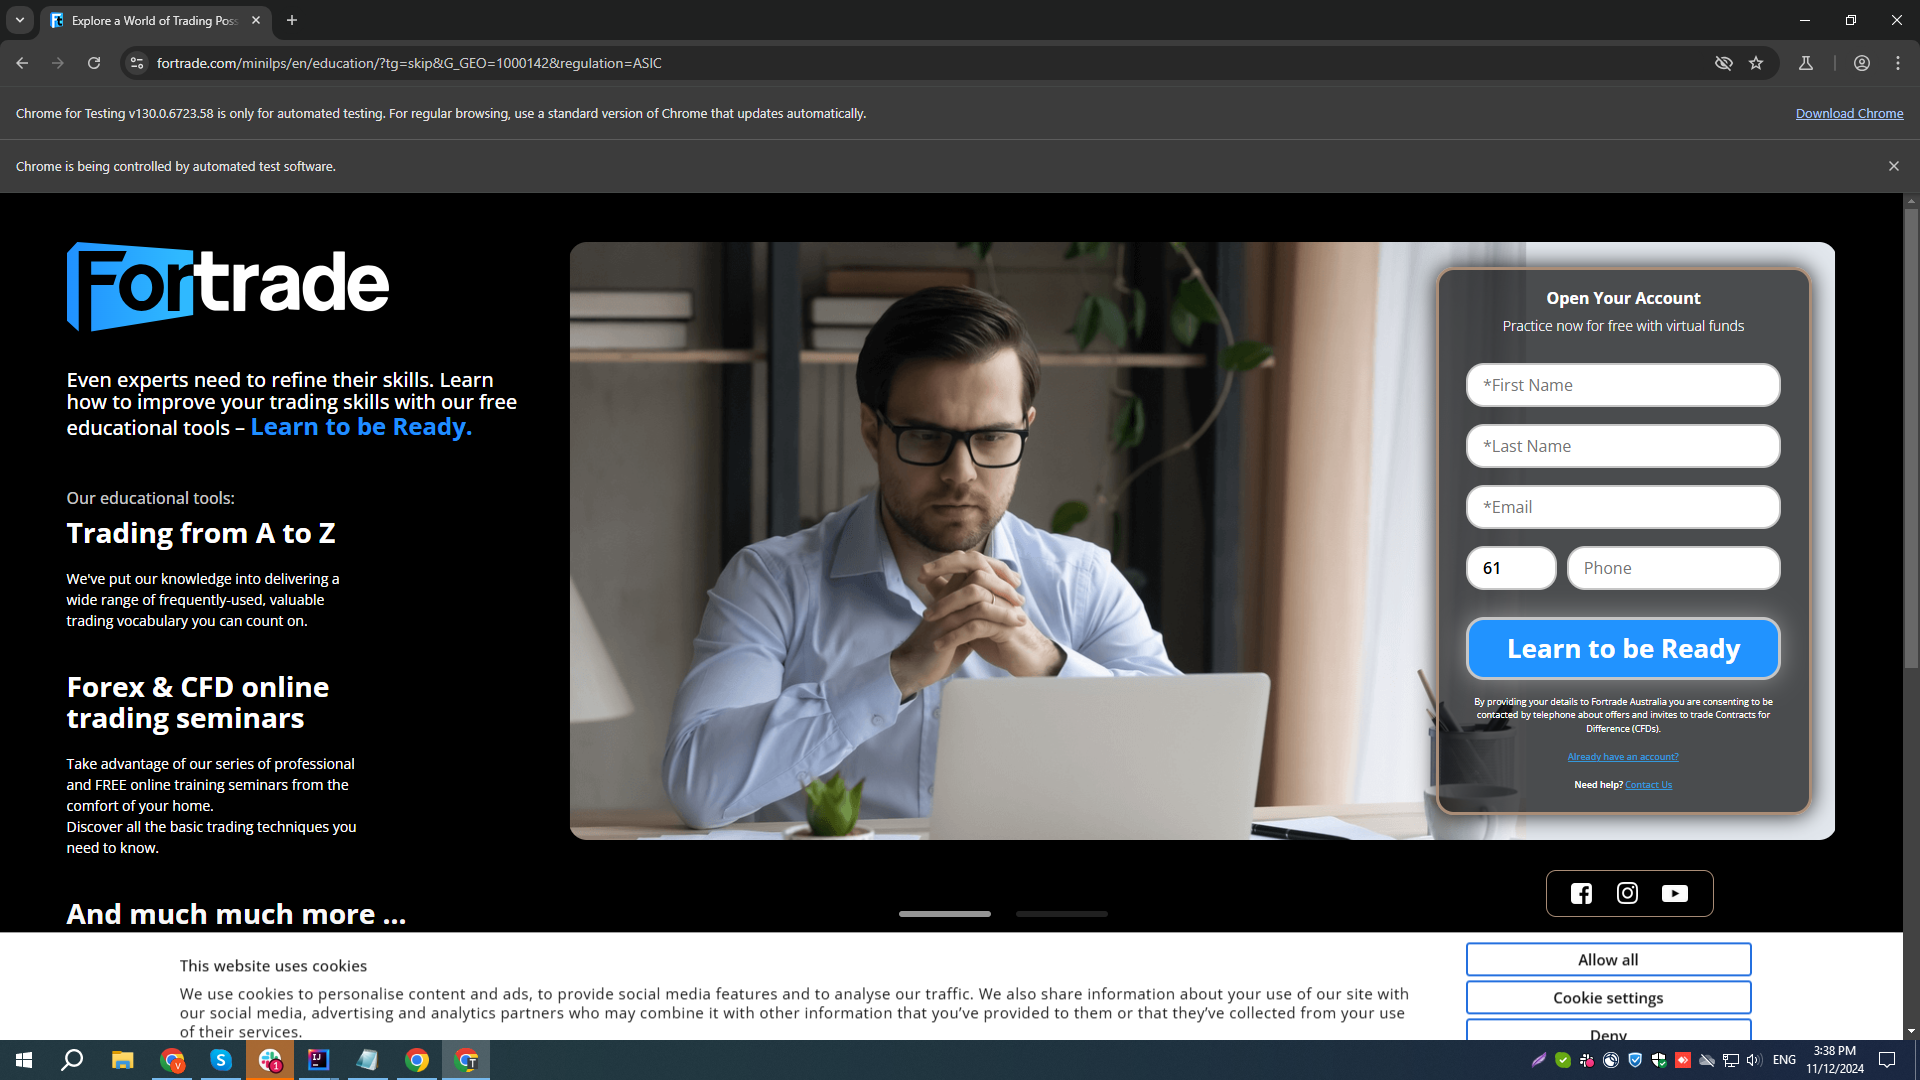 Explore a World of Trading Poss
fortrade.com/minilps/en/education/?tg=skip&G_GEO=1000142&regulation=ASIC
Chrome for Testing v130.0.6723.58 is only for automated testing. For regular browsing, use a standard version of Chrome that updates automatically.
Download Chrome
Chrome is being controlled by automated test software.
Fortrade
Even experts need to refine their skills. Learn
how to improve your trading skills with our free
educational tools – Learn to be Ready.
Our educational tools:
Trading from A to Z
We've put our knowledge into delivering a
wide range of frequently-used, valuable
trading vocabulary you can count on.
Forex & CFD online
trading seminars
Take advantage of our series of professional
and FREE online training seminars from the
comfort of your home.
Discover all the basic trading techniques you
need to know.
And much much more ...
Open Your Account
Practice now for free with virtual funds
*First Name
*Last Name
*Email
61
Phone
Learn to be Ready
By providing your details to Fortrade Australia you are consenting to be
contacted by telephone about offers and invites to trade Contracts for
Difference (CFDs).
Already have an account?
Need help? Contact Us
This website uses cookies
We use cookies to personalise content and ads, to provide social media features and to analyse our traffic. We also share information about your use of our site with
our social media, advertising and analytics partners who may combine it with other information that you've provided to them or that they've collected from your use
of their services.
Allow all
Cookie settings
Deny
ENG
3:38 PM
11/12/2024